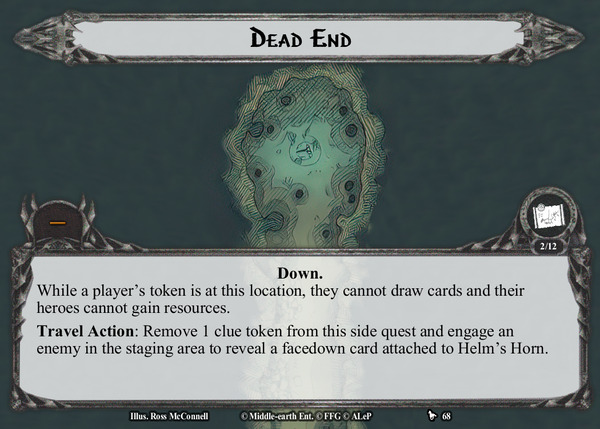 Dead End
–
2/12
Down.
While a player's token is at this location, they cannot draw cards and their
heroes cannot gain resources.
Travel Action: Remove 1 clue token from this side quest and engage an
enemy in the staging area to reveal a facedown card attached to Helm's Horn.
Illus. Ross McConnell
© Middle-earth Ent. © FFG © ALeP
68